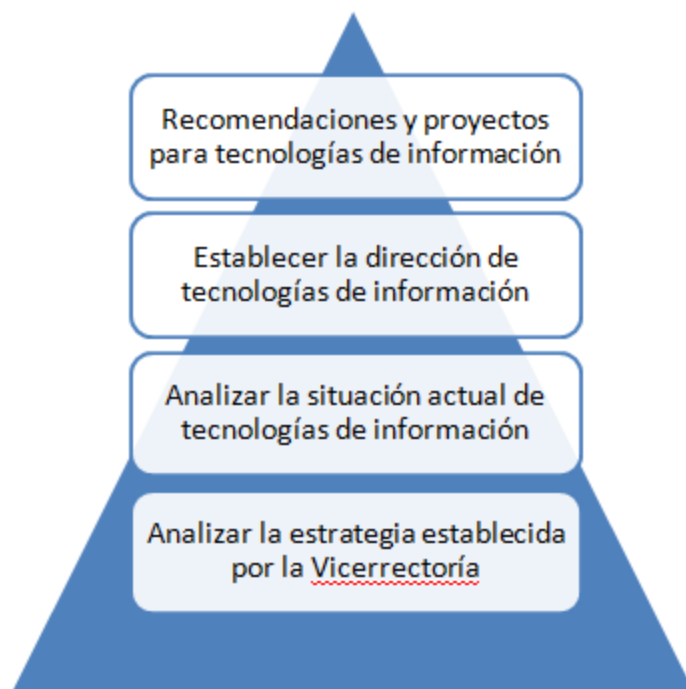 Recomendaciones y proyectos
para tecnologías de información
Establecer la dirección de
tecnologías de información
Analizar la situación actual de
tecnologías de información
Analizar la estrategia establecida
por la Vicerrectoría